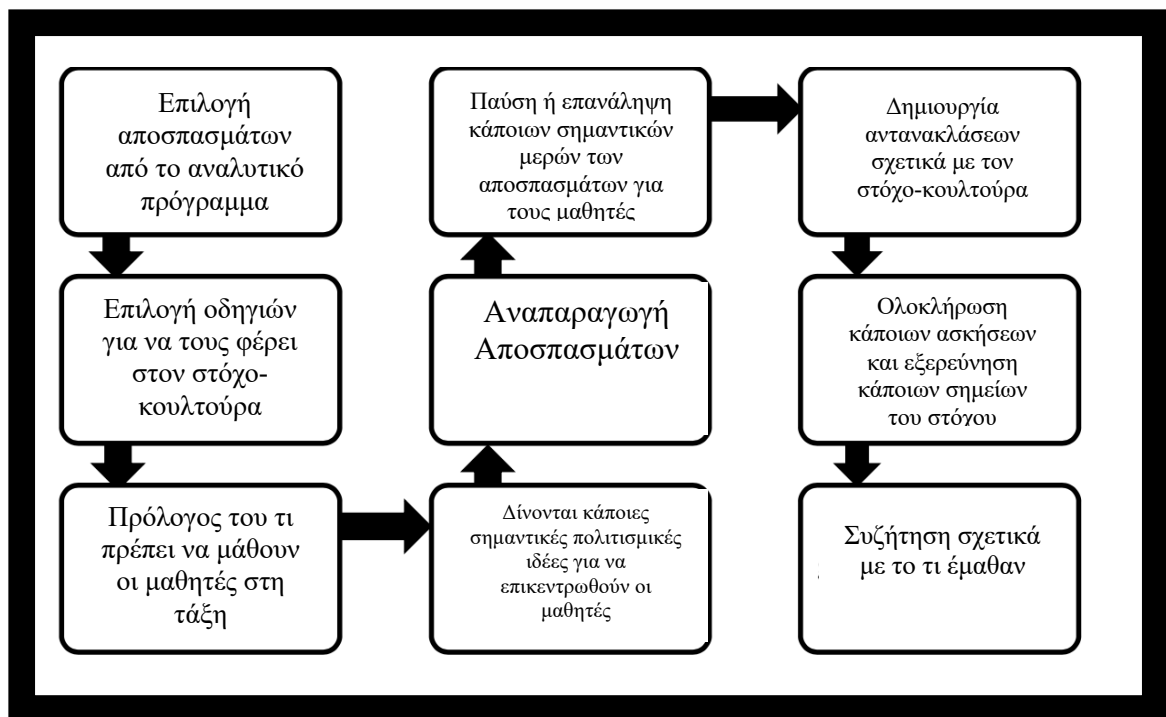 Επιλογή
αποσπασμάτων
από το αναλυτικό
πρόγραμμα
Επιλογή οδηγιών
για να τους φέρει
στον στόχο-
κουλτούρα
Πρόλογος του τι
πρέπει να μάθουν
οι μαθητές στη
τάξη
Δίνονται κάποιες
σημαντικές πολιτισμικές
ιδέες για να
επικεντρωθούν οι
μαθητές
Αναπαραγωγή
Αποσπασμάτων
Παύση ή επανάληψη
κάποιων σημαντικών
μερών των
αποσπασμάτων για
τους μαθητές
Δημιουργία
αντανακλάσεων
σχετικά με τον
στόχο-κουλτούρα
Ολοκλήρωση
κάποιων ασκήσεων
και εξερεύνηση
κάποιων σημείων
του στόχου
Συζήτηση σχετικά
με το τι έμαθαν